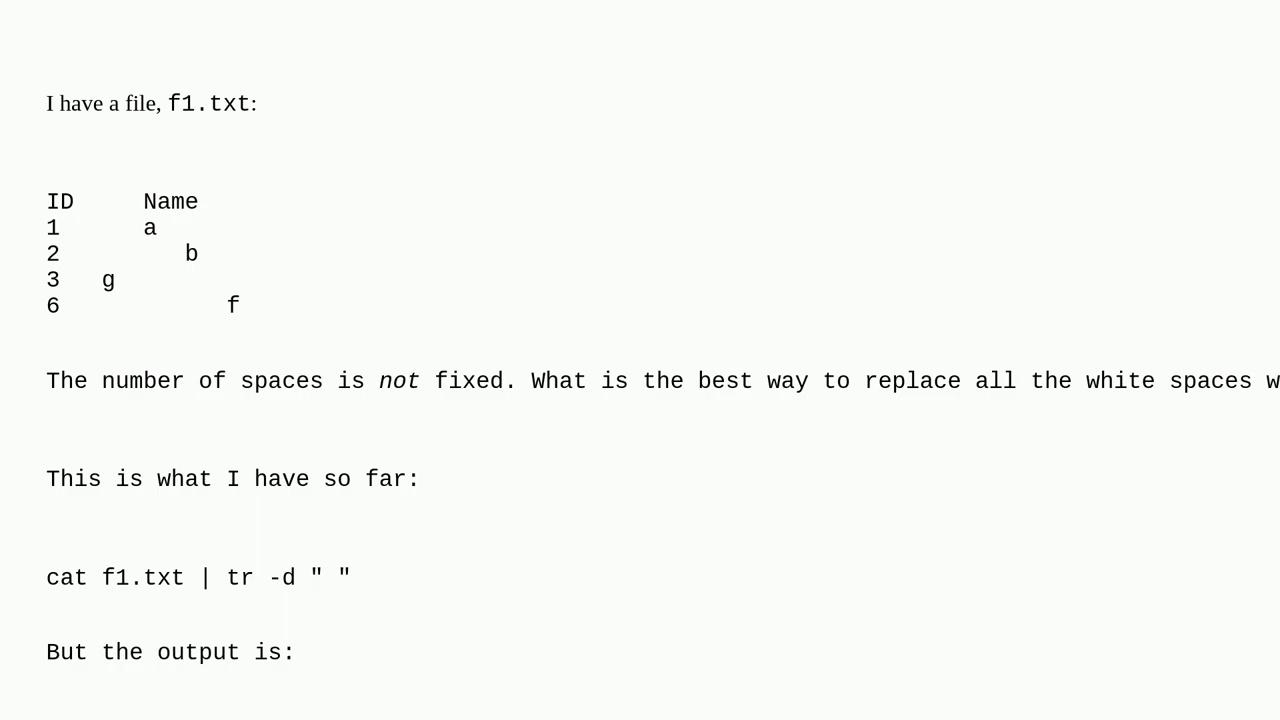 I have a file, f1.txt:
ID     Name
1      a
2         b
3   g
6            f
The number of spaces is not fixed. What is the best way to replace all the white spaces
This is what I have so far:
cat f1.txt | tr -d " "
But the output is: